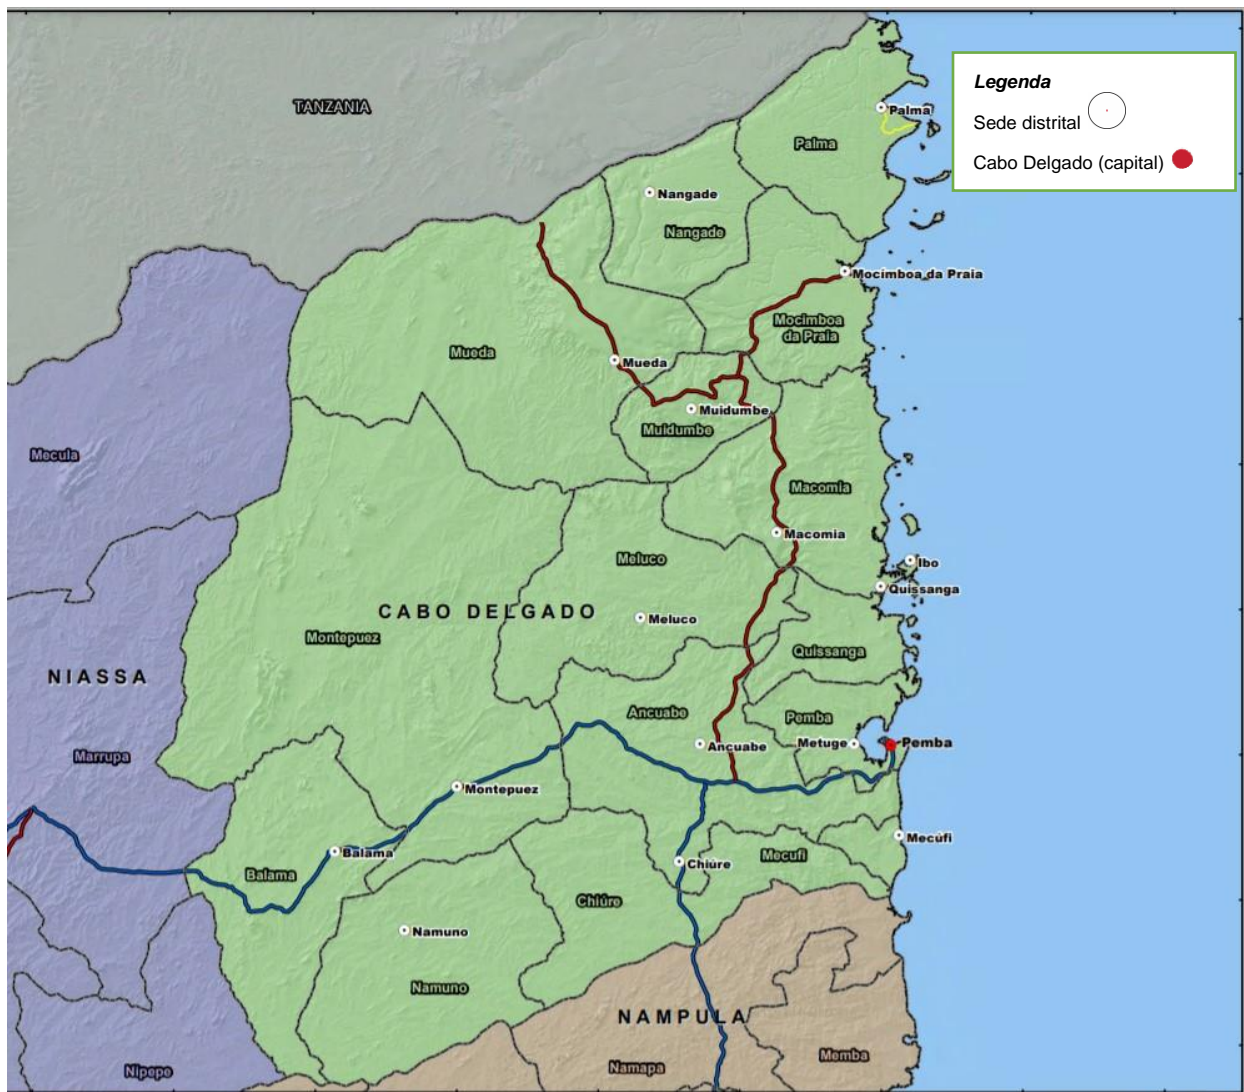 Legenda
Sede distrital
Cabo Delgado (capital)
TANZANIA
Palma
Palma
Nangade
Nangade
Mocimboa da Praia
Mocimboa
da Praia
Mueda
Mueda
Muidumbe
Muidumbe
Mecula
Macomia
Macomia
Meluco
Ibo
Quissanga
CABO DELGADO
Meluco
Montepuez
Quissanga
NIASSA
Ancuabe
Pemba
Marrupa
Ancuabe
Metuge
Pemba
Montepuez
Mecúfi
Balama
Mecufi
Chiúre
Balama
Chiúre
Namuno
Namuno
NAMPULA
Nipepe
Namapa
Memba